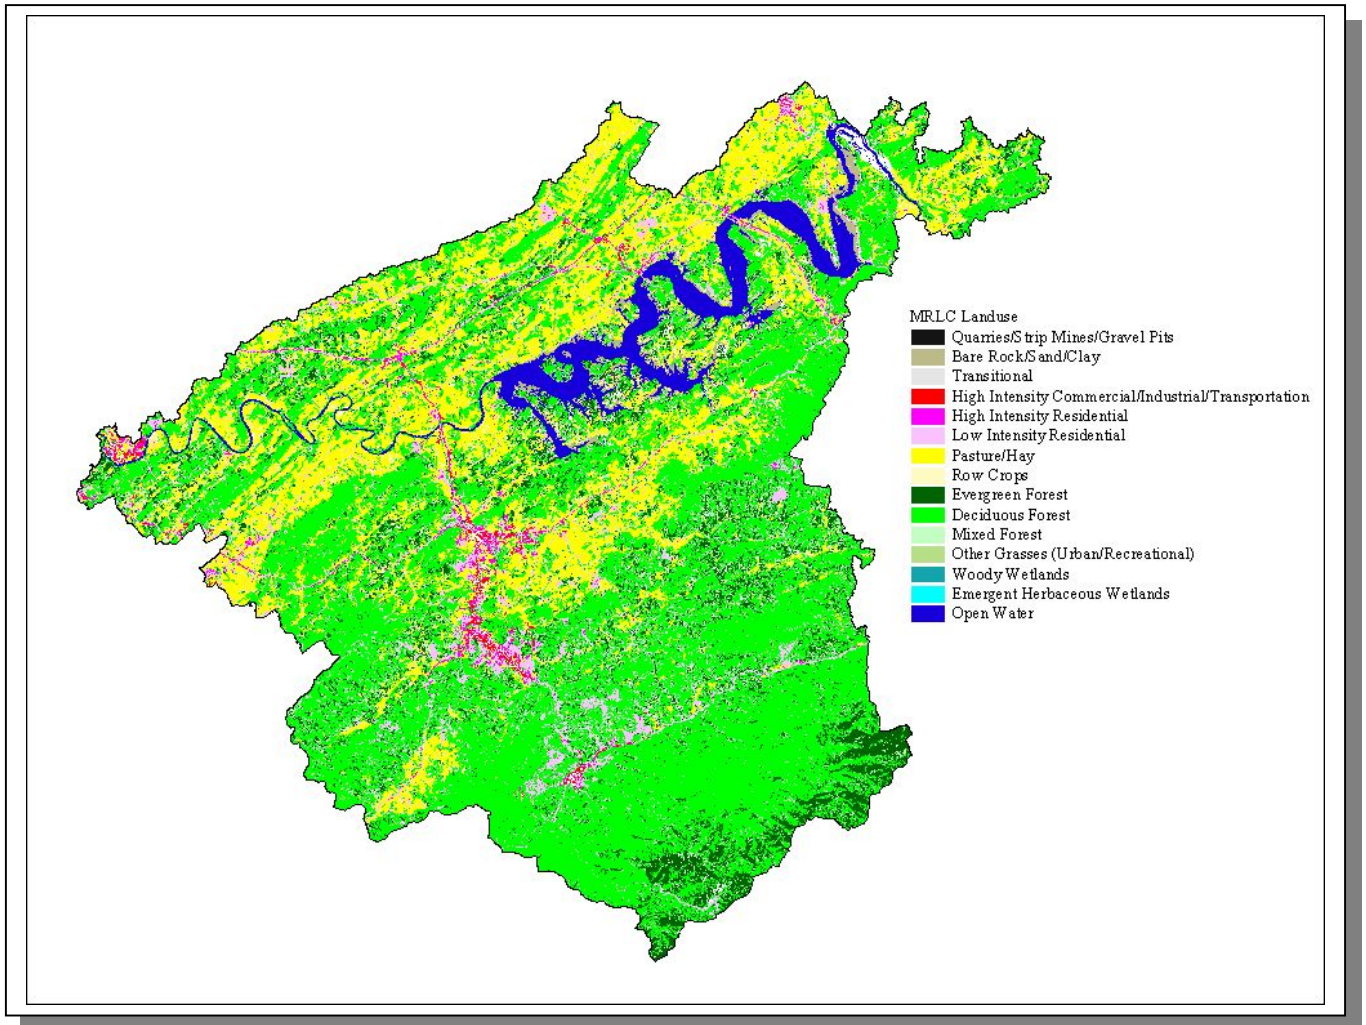 MRLC Landuse
Quarries/Strip Mines/Gravel Pits
Bare Rock/Sand/Clay
Transitional
High Intensity Commercial/Industrial/Transportation
High Intensity Residential
Low Intensity Residential
Pasture/Hay
Row Crops
Evergreen Forest
Deciduous Forest
Mixed Forest
Other Grasses (Urban/Recreational)
Woody Wetlands
Emergent Herbaceous Wetlands
Open Water